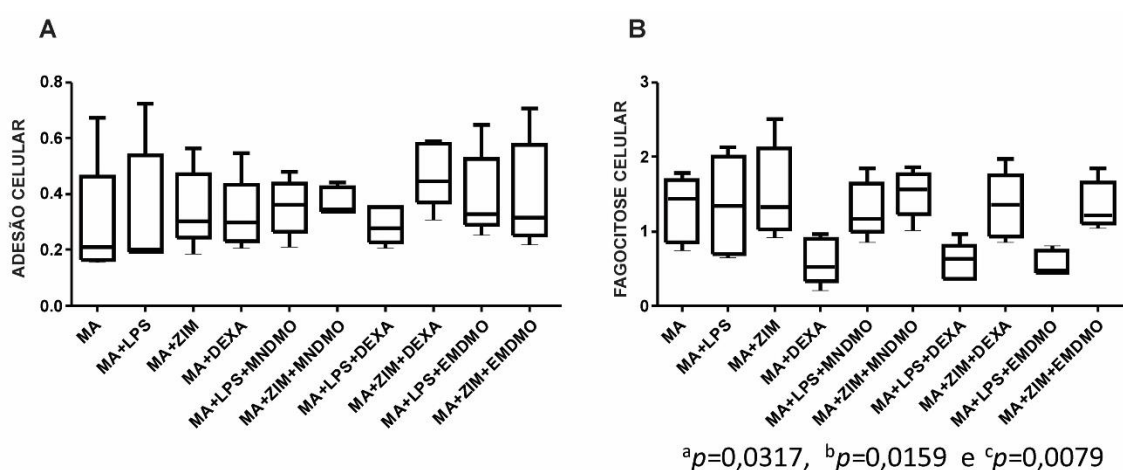 A
ADESÃO CELULAR
0.8
0.6
0.4
0.2
0.0
MA
MA+LPS
MA+ZIM
MA+DEXA
MA+LPS+MNDMO
MA+ZIM+MNDMO
MA+LPS+DEXA
MA+ZIM+DEXA
MA+LPS+EMDMO
MA+ZIM+EMDMO
B
FAGOCITOSE CELULAR
3
2
1
0
MA
MA+LPS
MA+ZIM
MA+DEXA
MA+LPS+MNDMO
MA+ZIM+MNDMO
MA+LPS+DEXA
MA+ZIM+DEXA
MA+LPS+EMDMO
MA+ZIM+EMDMO
ᵃp=0,0317, ᵇp=0,0159 e ᶜp=0,0079